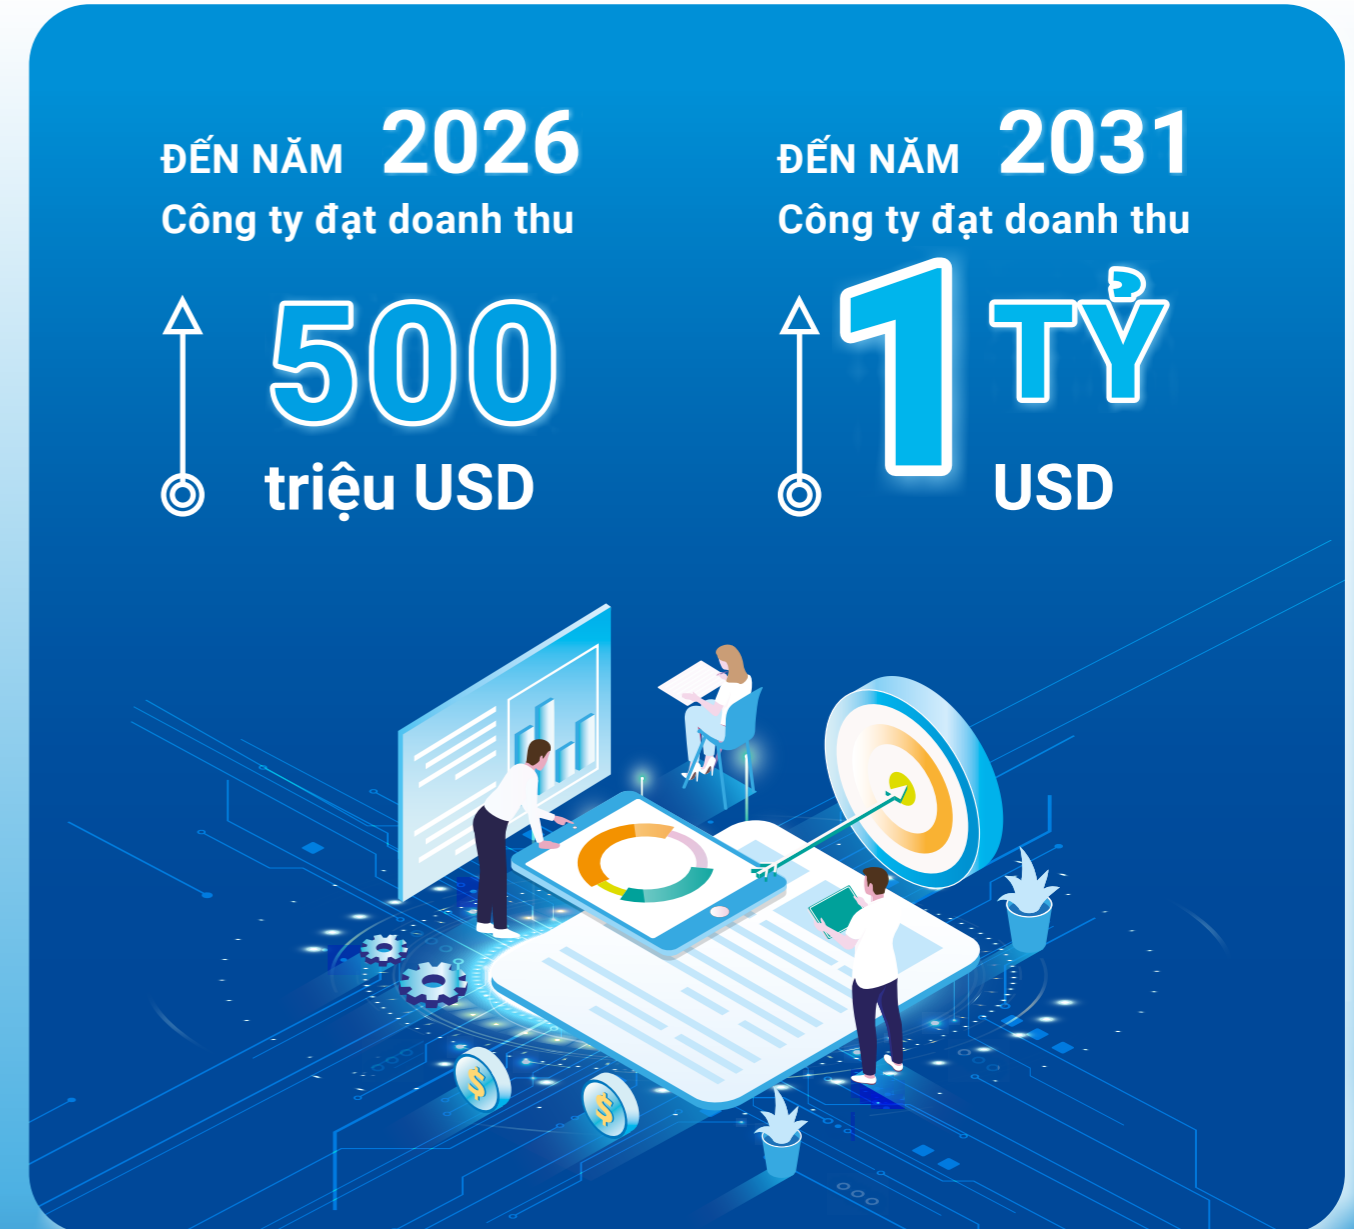 ĐẾN NĂM 2026
Công ty đạt doanh thu
500
triệu USD
ĐẾN NĂM 2031
Công ty đạt doanh thu
1 TỶ
USD
$
$